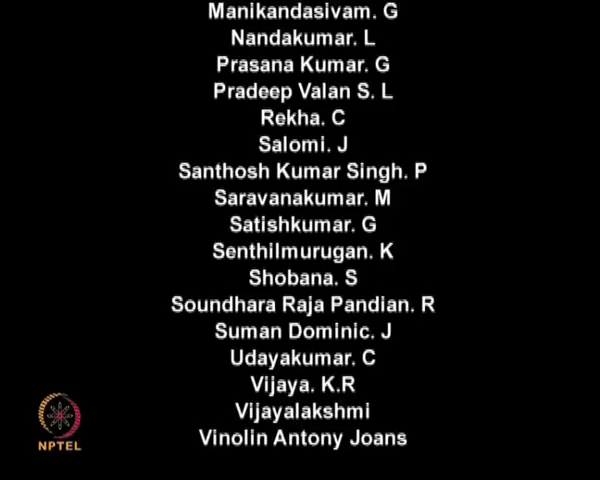 Manikandasivam. G
Nandakumar. L
Prasana Kumar. G
Pradeep Valan S. L
Rekha. C
Salomi. J
Santhosh Kumar Singh. P
Saravanakumar. M
Satishkumar. G
Senthilmurugan. K
Shobana. S
Soundhara Raja Pandian. R
Suman Dominic. J
Udayakumar. C
Vijaya. K.R
Vijayalakshmi
Vinolin Antony Joans
NPTEL